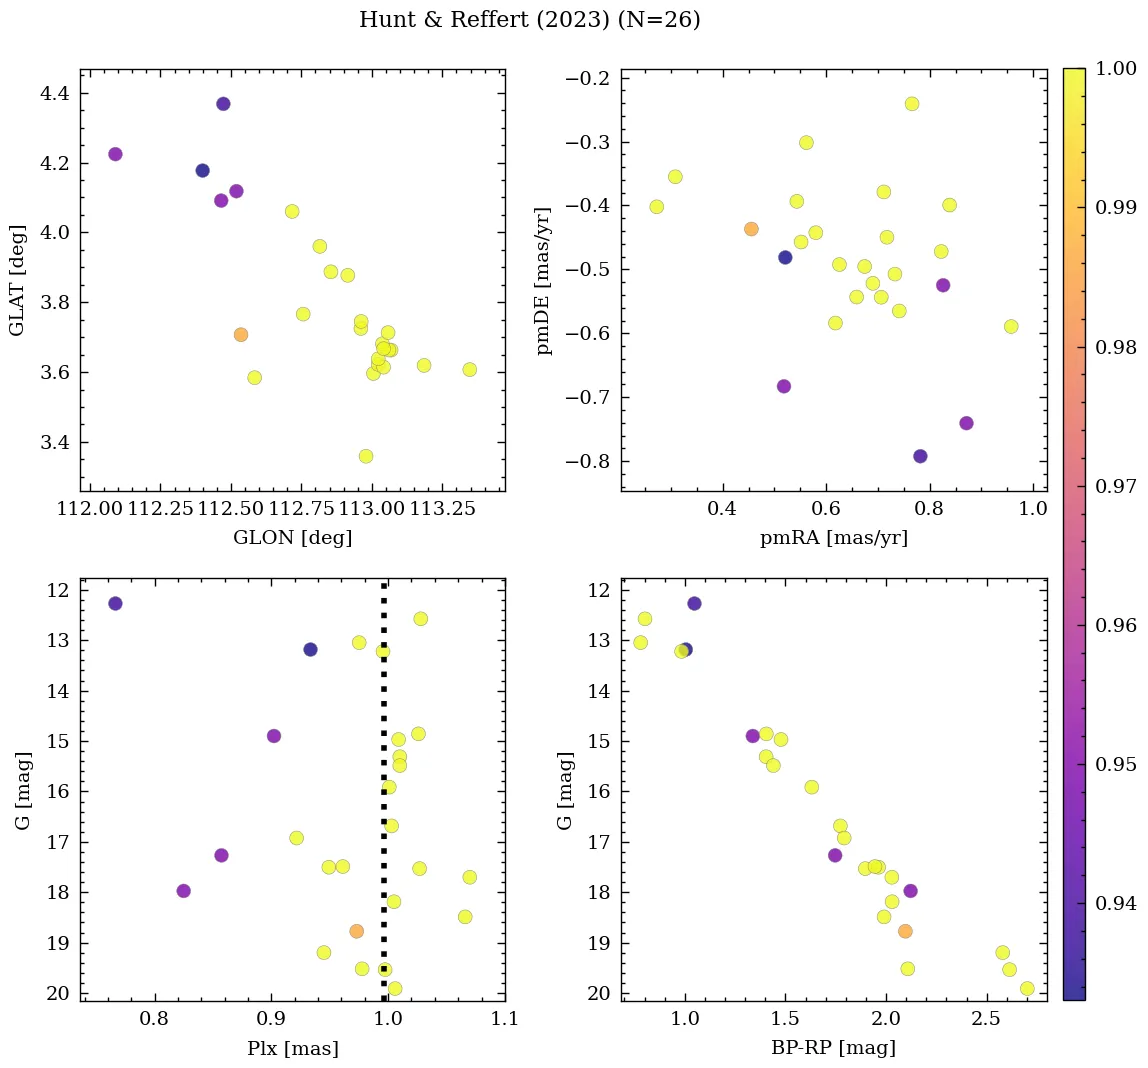 Hunt & Reffert (2023) (N=26)
4.4
4.2
4.0
3.8
3.6
3.4
GLAT [deg]
112.00 112.25 112.50 112.75 113.00 113.25
GLON [deg]
−0.2
−0.3
−0.4
−0.5
−0.6
−0.7
−0.8
pmDE [mas/yr]
0.4 0.6 0.8 1.0
pmRA [mas/yr]
12
13
14
15
16
17
18
19
20
G [mag]
0.8 0.9 1.0 1.1
Plx [mas]
12
13
14
15
16
17
18
19
20
G [mag]
1.0 1.5 2.0 2.5
BP-RP [mag]
1.00
0.99
0.98
0.97
0.96
0.95
0.94